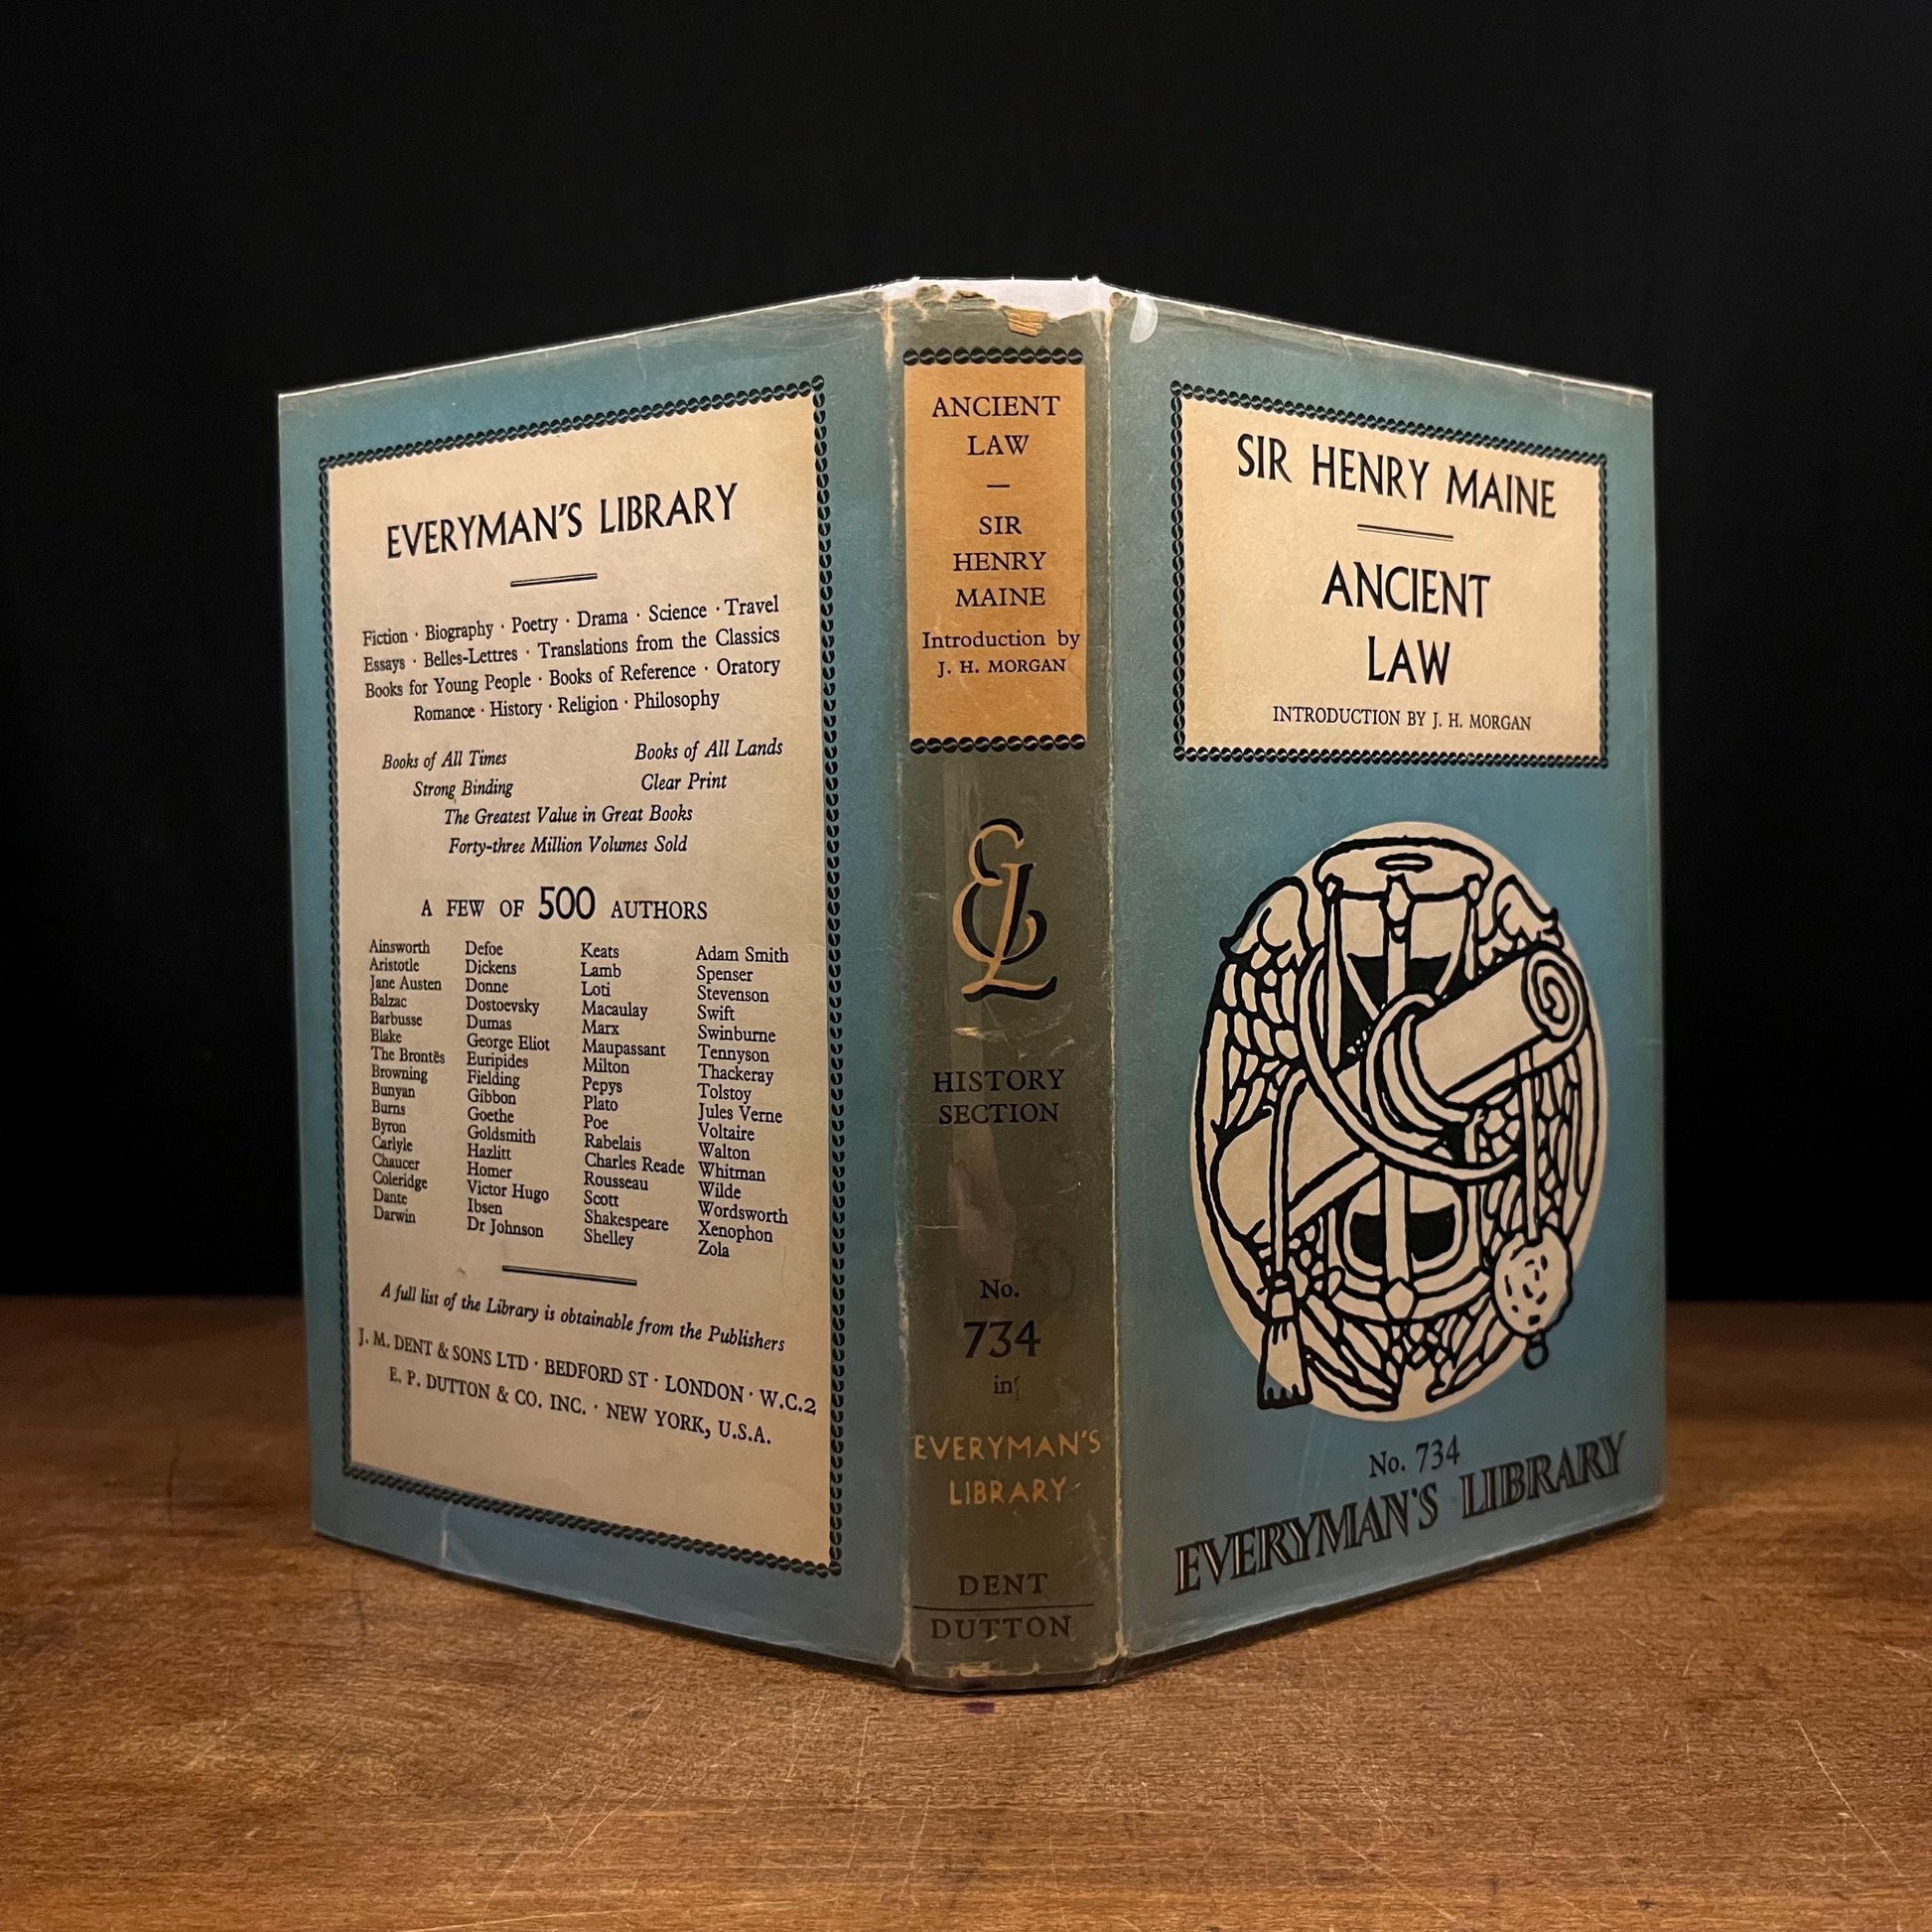 EVERYMAN'S LIBRARY
Fiction · Biography · Poetry · Drama · Science · Travel
Essays · Belles-Lettres · Translations from the Classics
Books for Young People · Books of Reference · Oratory
Romance · History · Religion · Philosophy
Books of All Times Books of All Lands
Strong Binding Clear Print
The Greatest Value in Great Books
Forty-three Million Volumes Sold
A FEW OF 500 AUTHORS
Ainsworth
Aristotle
Jane Austen
Balzac
Barbusse
Blake
The Brontës
Browning
Bunyan
Burns
Byron
Carlyle
Chaucer
Coleridge
Dante
Darwin
Defoe
Dickens
Donne
Dostoevsky
Dumas
George Eliot
Euripides
Fielding
Gibbon
Goethe
Goldsmith
Hazlitt
Homer
Victor Hugo
Ibsen
Dr Johnson
Keats
Lamb
Loti
Macaulay
Marx
Maupassant
Milton
Pepys
Plato
Poe
Rabelais
Charles Reade
Rousseau
Scott
Shakespeare
Shelley
Adam Smith
Spenser
Stevenson
Swift
Swinburne
Tennyson
Thackeray
Tolstoy
Jules Verne
Voltaire
Walton
Whitman
Wilde
Wordsworth
Xenophon
Zola
A full list of the Library is obtainable from the Publishers
J. M. DENT & SONS LTD · BEDFORD ST · LONDON · W.C.2
E. P. DUTTON & CO. INC. · NEW YORK, U.S.A.
ANCIENT
LAW
—
SIR
HENRY
MAINE
Introduction by
J. H. MORGAN
EL
HISTORY
SECTION
No.
734
in
EVERYMAN'S
LIBRARY
DENT
DUTTON
SIR HENRY MAINE
ANCIENT
LAW
INTRODUCTION BY J. H. MORGAN
No. 734
EVERYMAN'S LIBRARY